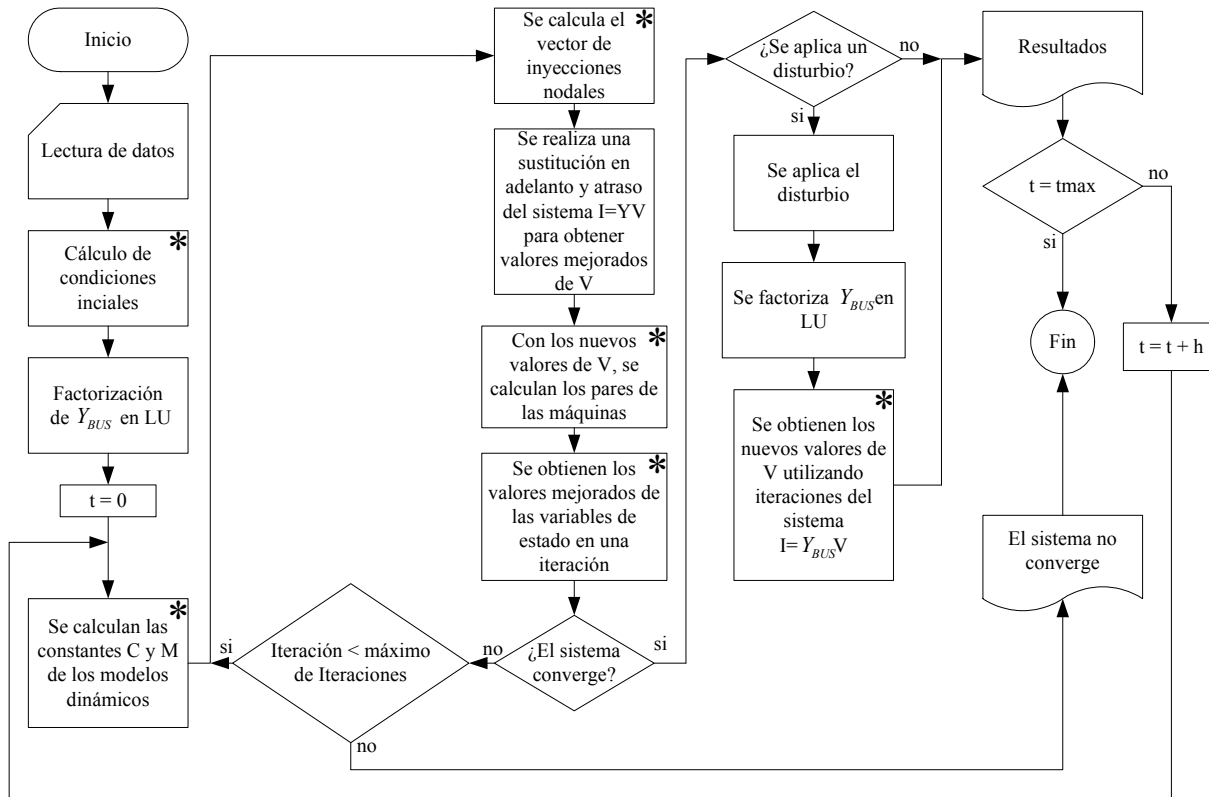 Inicio
Lectura de datos
*
Cálculo de
condiciones
inciales
Factorización
de Y_BUS en LU
t = 0
*
Se calculan las
constantes C y M
de los modelos
dinámicos
*
Se calcula el
vector de
inyecciones
nodales
Se realiza una
sustitución en
adelanto y atraso
del sistema I=YV
para obtener
valores mejorados
de V
*
Con los nuevos
valores de V, se
calculan los pares de
las máquinas
*
Se obtienen los
valores mejorados de
las variables de
estado en una
iteración
¿El sistema
converge?
no
si
Iteración < máximo
de Iteraciones
si
no
¿Se aplica un
disturbio?
no
si
Se aplica el
disturbio
Se factoriza Y_BUS en
LU
*
Se obtienen los
nuevos valores de
V utilizando
iteraciones del
sistema
I=Y_BUS V
Resultados
t = tmax
no
si
Fin
t = t + h
El sistema no
converge